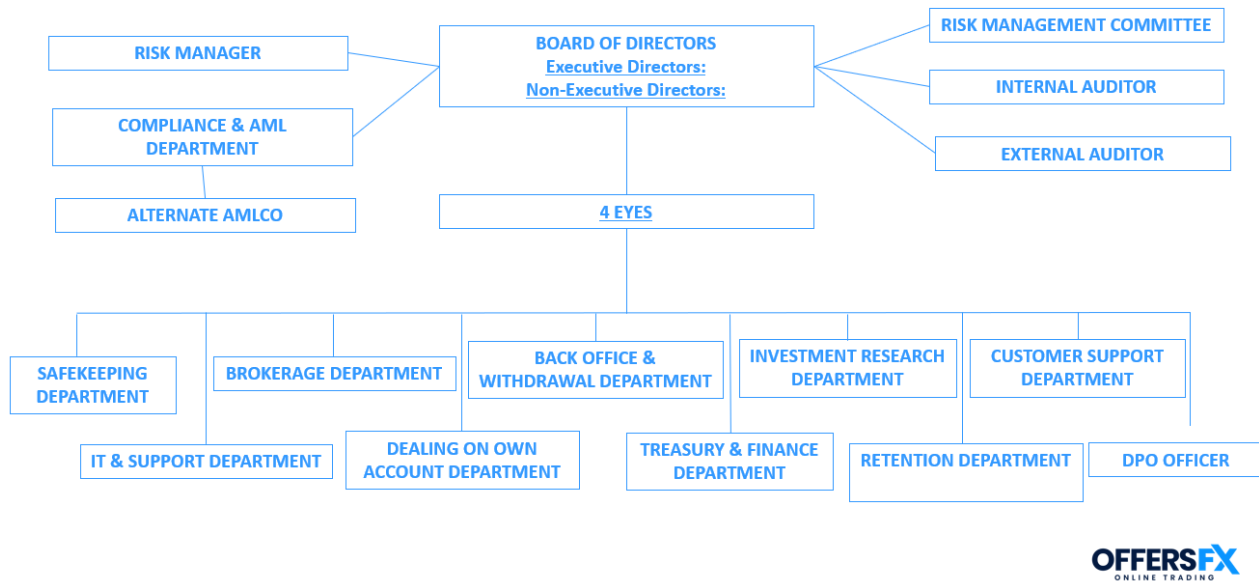 RISK MANAGER
BOARD OF DIRECTORS
Executive Directors:
Non-Executive Directors:
RISK MANAGEMENT COMMITTEE
INTERNAL AUDITOR
COMPLIANCE & AML
DEPARTMENT
EXTERNAL AUDITOR
ALTERNATE AMLCO
4 EYES
SAFEKEEPING
DEPARTMENT
BROKERAGE DEPARTMENT
BACK OFFICE &
WITHDRAWAL DEPARTMENT
INVESTMENT RESEARCH
DEPARTMENT
CUSTOMER SUPPORT
DEPARTMENT
IT & SUPPORT DEPARTMENT
DEALING ON OWN
ACCOUNT DEPARTMENT
TREASURY & FINANCE
DEPARTMENT
RETENTION DEPARTMENT
DPO OFFICER
OFFERSFX
ONLINE TRADING